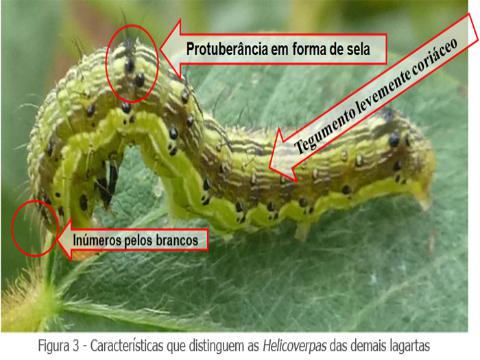 Protuberância em forma de sela
Tegumento levemente coriáceo
Inúmeros pelos brancos
Figura 3 - Características que distinguem as Helicoverpas das demais lagartas